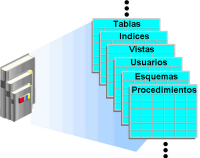 Tablas
Indices
Vistas
Usuarios
Esquemas
Procedimientos